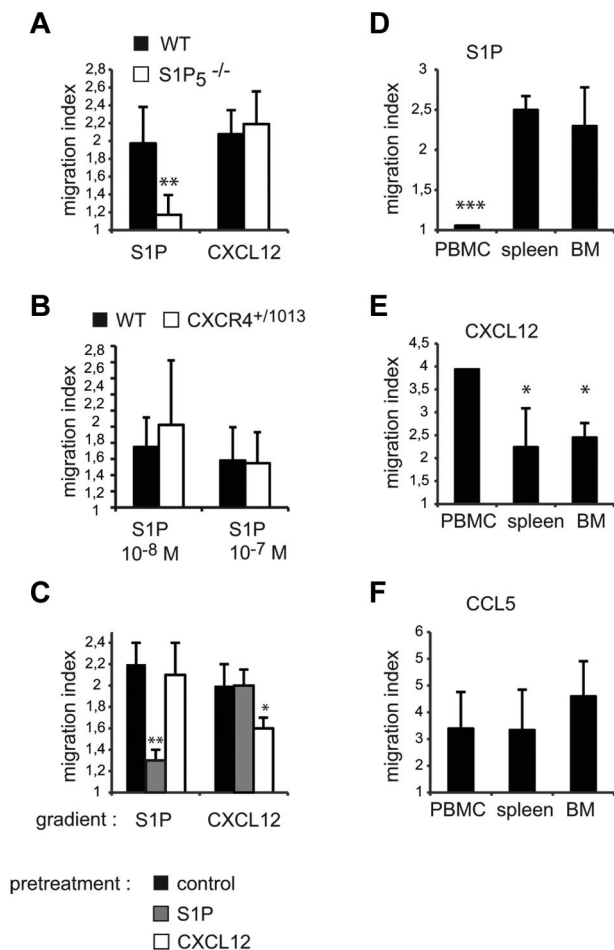 A
WT
S1P5 -/-
migration index
2,8
2,6
2,4
2,2
2
1,8
1,6
1,4
1,2
1
**
S1P CXCL12
B
WT CXCR4+/1013
migration index
2,8
2,6
2,4
2,2
2
1,8
1,6
1,4
1,2
1
S1P S1P
10-8 M 10-7 M
C
migration index
2,4
2,2
2
1,8
1,6
1,4
1,2
1
**
*
gradient : S1P CXCL12
pretreatment : control
S1P
CXCL12
D
S1P
migration index
3
2,5
2
1,5
1
***
PBMC spleen BM
E
CXCL12
migration index
4,5
4
3,5
3
2,5
2
1,5
1
* *
PBMC spleen BM
F
CCL5
migration index
6
5
4
3
2
1
PBMC spleen BM